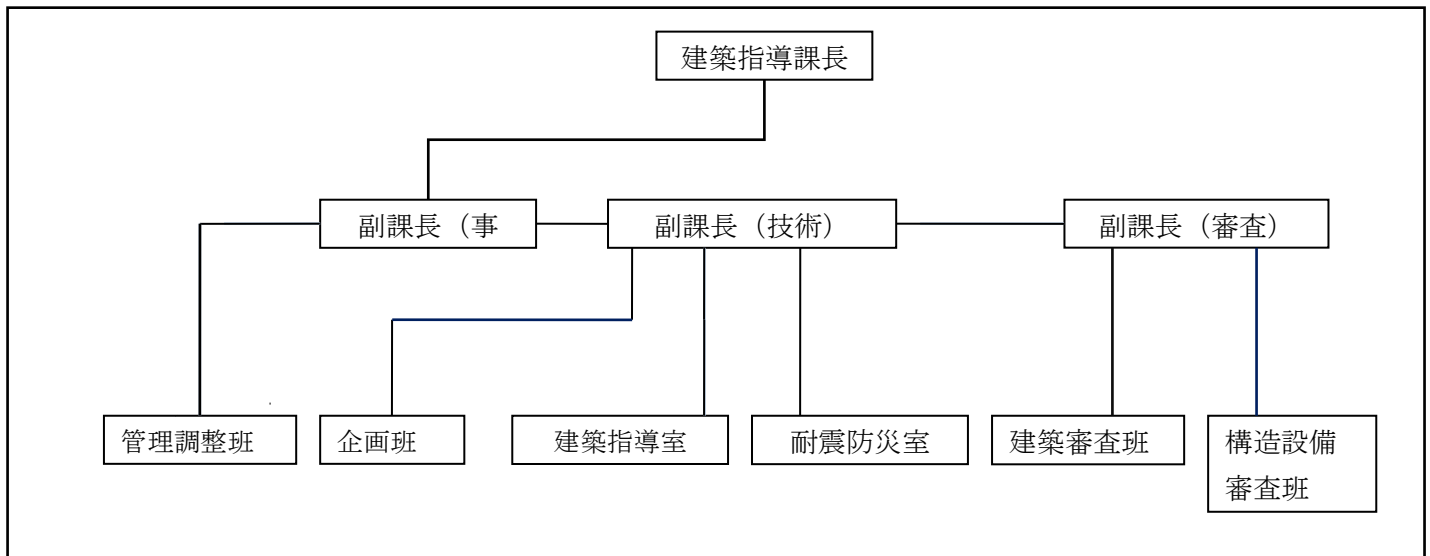 建築指導課長
副課長（事
副課長（技術）
副課長（審査）
管理調整班
企画班
建築指導室
耐震防災室
建築審査班
構造設備
審査班